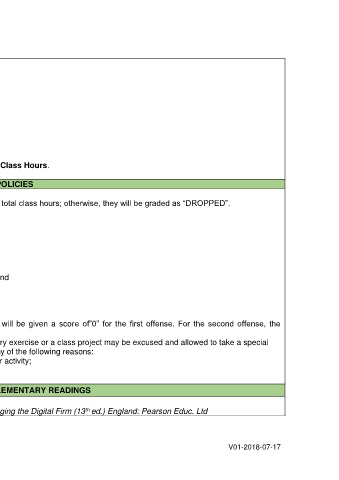 Class Hours.
OLICIES
total class hours; otherwise, they will be graded as “DROPPED”.
nd
will be given a score of”0” for the first offense. For the second offense, the
ry exercise or a class project may be excused and allowed to take a special
y of the following reasons:
r activity;
EMENTARY READINGS
ging the Digital Firm (13th ed.) England: Pearson Educ. Ltd
V01-2018-07-17